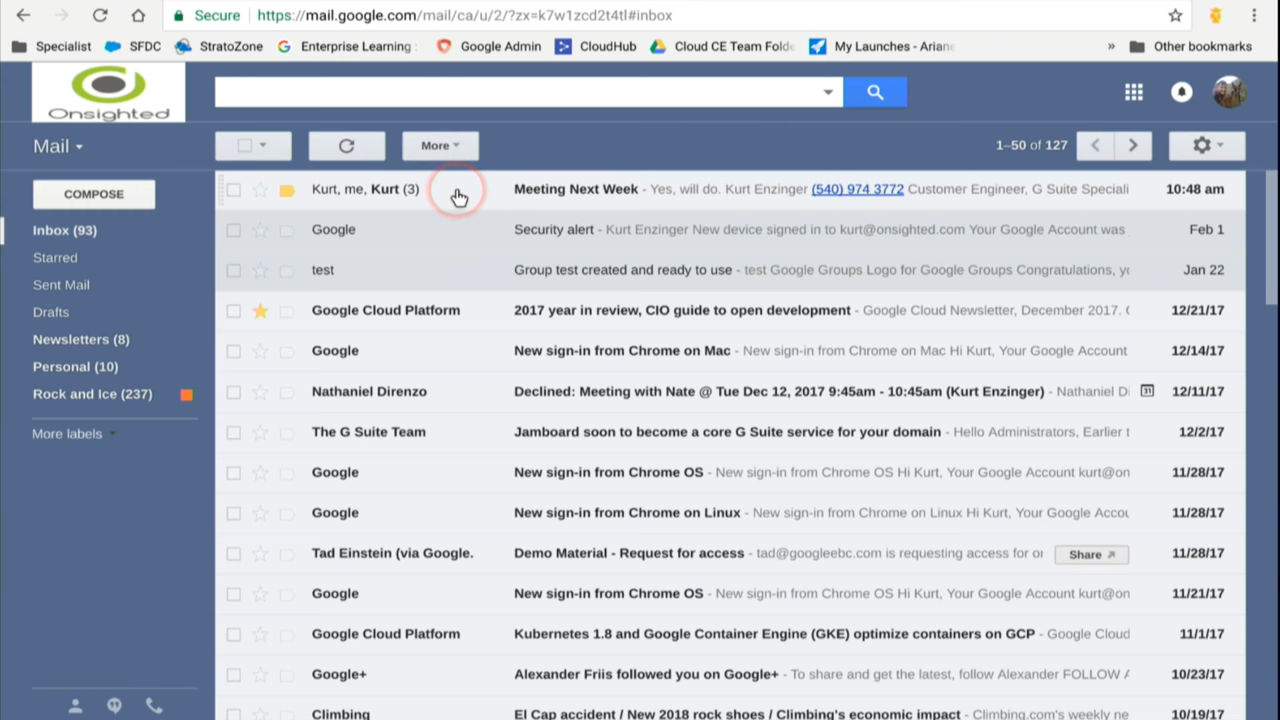 Secure https://mail.google.com/mail/ca/u/2/?zx=k7w1zcd2t4tl#inbox
Specialist SFDC StratoZone Enterprise Learning Google Admin CloudHub Cloud CE Team Folde My Launches - Ariane » Other bookmarks
Onsighted
Mail More 1–50 of 127
COMPOSE
Inbox (93)
Starred
Sent Mail
Drafts
Newsletters (8)
Personal (10)
Rock and Ice (237)
More labels
Kurt, me, Kurt (3) Meeting Next Week - Yes, will do. Kurt Enzinger (540) 974 3772 Customer Engineer, G Suite Speciali 10:48 am
Google Security alert - Kurt Enzinger New device signed in to kurt@onsighted.com Your Google Account was Feb 1
test Group test created and ready to use - test Google Groups Logo for Google Groups Congratulations, yo Jan 22
Google Cloud Platform 2017 year in review, CIO guide to open development - Google Cloud Newsletter, December 2017. 12/21/17
Google New sign-in from Chrome on Mac - New sign-in from Chrome on Mac Hi Kurt, Your Google Account 12/14/17
Nathaniel Direnzo Declined: Meeting with Nate @ Tue Dec 12, 2017 9:45am - 10:45am (Kurt Enzinger) - Nathaniel Di 31 12/11/17
The G Suite Team Jamboard soon to become a core G Suite service for your domain - Hello Administrators, Earlier t 12/2/17
Google New sign-in from Chrome OS - New sign-in from Chrome OS Hi Kurt, Your Google Account kurt@on 11/28/17
Google New sign-in from Chrome on Linux - New sign-in from Chrome on Linux Hi Kurt, Your Google Accou 11/28/17
Tad Einstein (via Google. Demo Material - Request for access - tad@googleebc.com is requesting access for or Share 11/28/17
Google New sign-in from Chrome OS - New sign-in from Chrome OS Hi Kurt, Your Google Account kurt@on 11/21/17
Google Cloud Platform Kubernetes 1.8 and Google Container Engine (GKE) optimize containers on GCP - Google Cloud 11/1/17
Google+ Alexander Friis followed you on Google+ - To share and get the latest, follow Alexander FOLLOW 10/23/17
Climbing El Cap accident / New 2018 rock shoes / Climbing's economic impact - Climbing.com's weekly ne 10/19/17